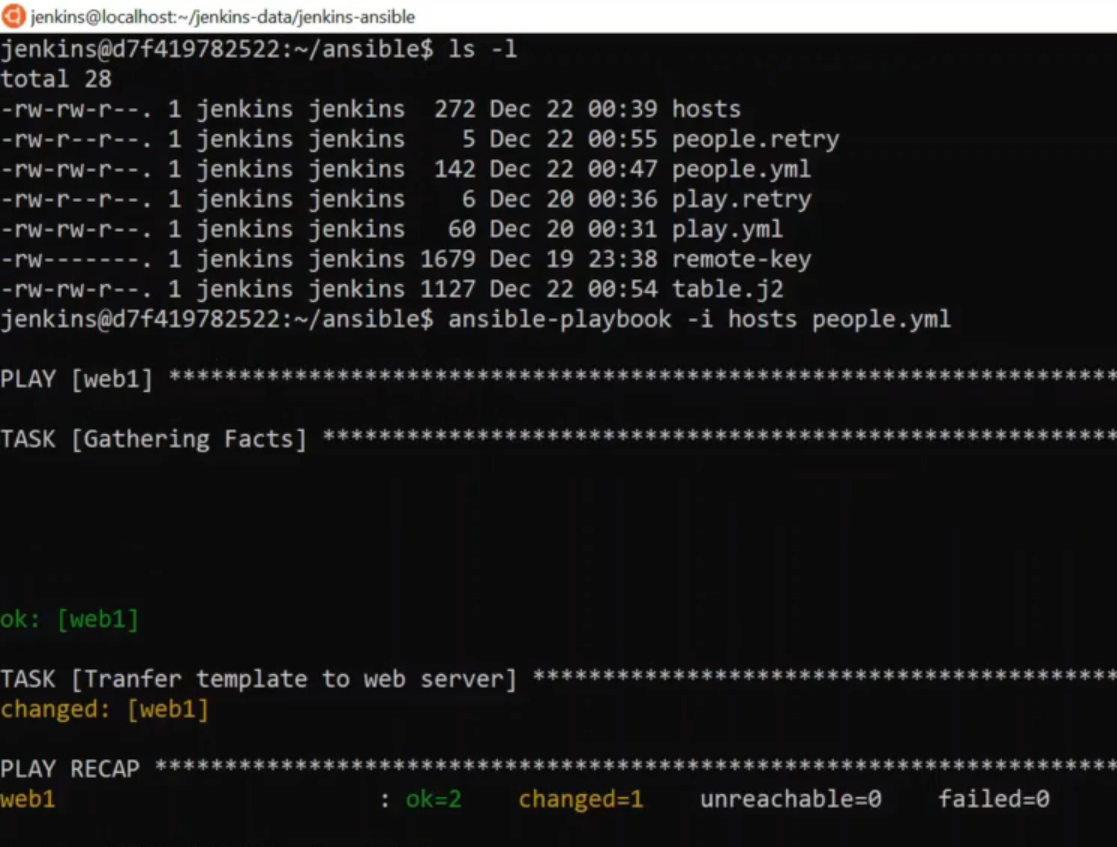 jenkins@localhost:~/jenkins-data/jenkins-ansible
jenkins@d7f419782522:~/ansible$ ls -l
total 28
-rw-rw-r--. 1 jenkins jenkins  272 Dec 22 00:39 hosts
-rw-r--r--. 1 jenkins jenkins    5 Dec 22 00:55 people.retry
-rw-rw-r--. 1 jenkins jenkins  142 Dec 22 00:47 people.yml
-rw-r--r--. 1 jenkins jenkins    6 Dec 20 00:36 play.retry
-rw-rw-r--. 1 jenkins jenkins   60 Dec 20 00:31 play.yml
-rw-------. 1 jenkins jenkins 1679 Dec 19 23:38 remote-key
-rw-rw-r--. 1 jenkins jenkins 1127 Dec 22 00:54 table.j2
jenkins@d7f419782522:~/ansible$ ansible-playbook -i hosts people.yml
PLAY [web1] ********************************************************************
TASK [Gathering Facts] *********************************************************
ok: [web1]
TASK [Tranfer template to web server] ******************************************
changed: [web1]
PLAY RECAP *********************************************************************
web1                       : ok=2    changed=1    unreachable=0    failed=0